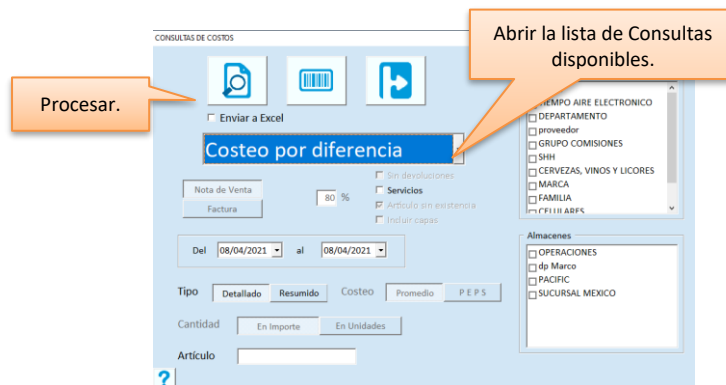 CONSULTAS DE COSTOS
Abrir la lista de Consultas
disponibles.
Procesar.
Enviar a Excel
Costeo por diferencia
Nota de Venta
Factura
80 %
Sin devoluciones
Servicios
Artículo sin existencia
Incluir capas
Del 08/04/2021 al 08/04/2021
Tipo Detallado Resumido Costeo Promedio P E P S
Cantidad En Importe En Unidades
Artículo
?
TIEMPO AIRE ELECTRONICO
DEPARTAMENTO
proveedor
GRUPO COMISIONES
SHH
CERVEZAS, VINOS Y LICORES
MARCA
FAMILIA
CELULARES
Almacenes
OPERACIONES
dp Marco
PACIFIC
SUCURSAL MEXICO